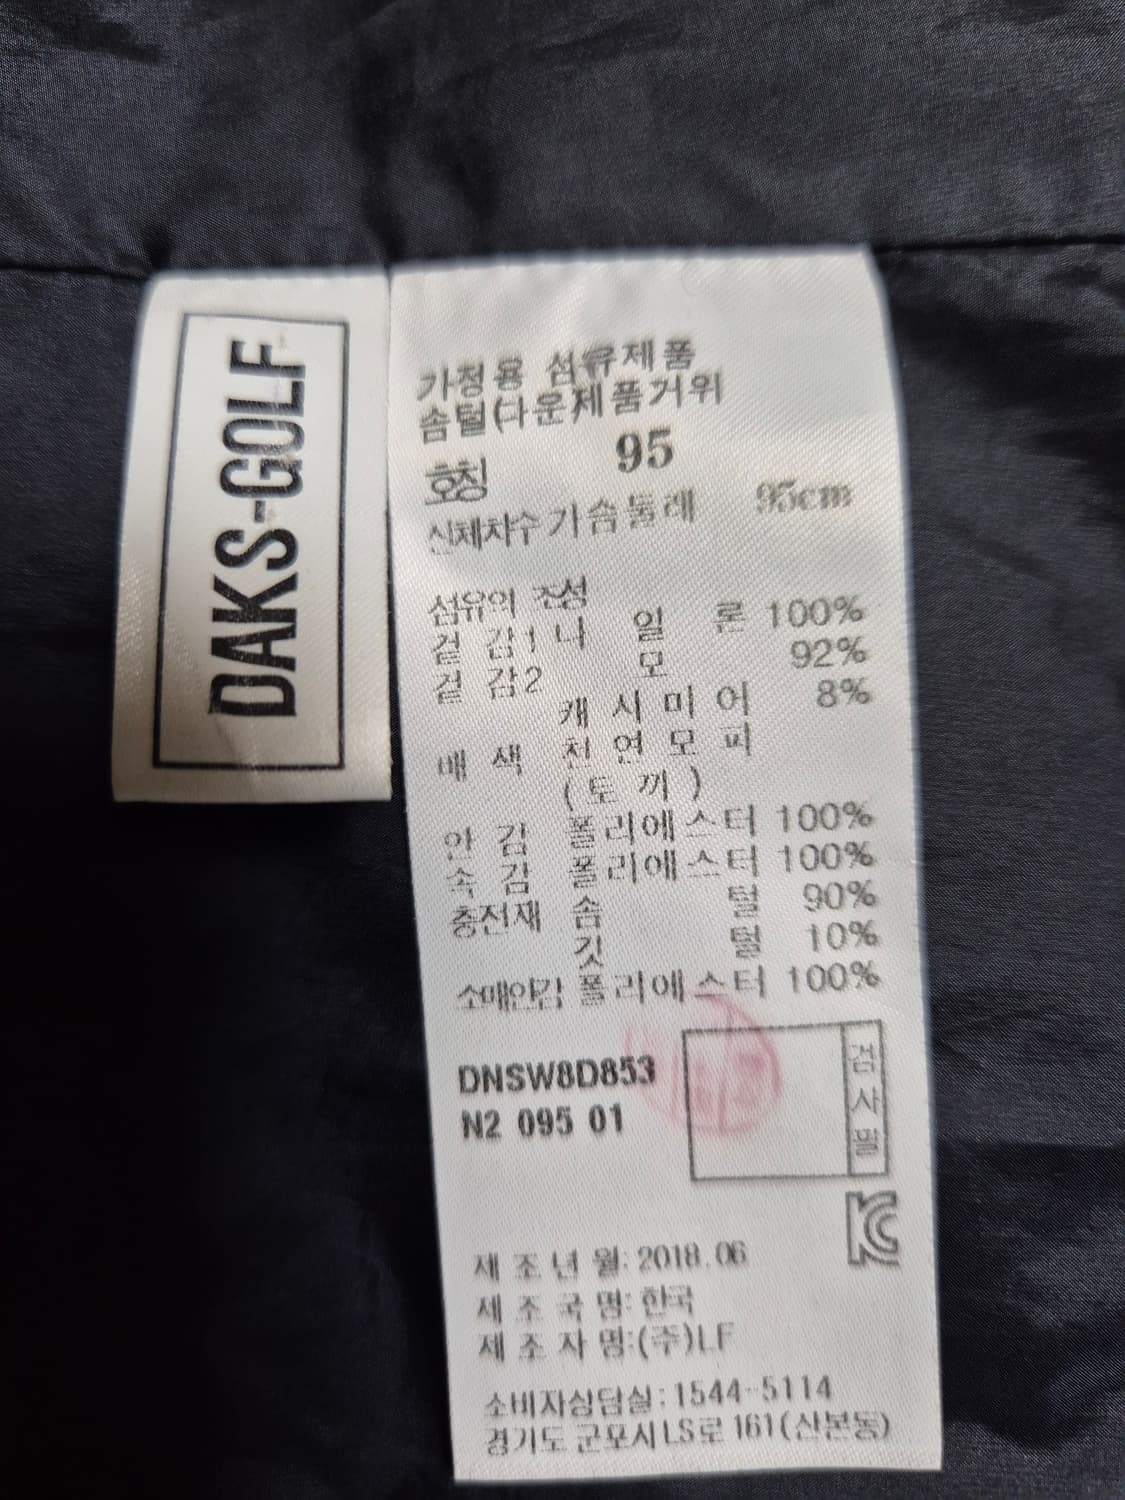 DAKS-GOLF
가정용 섬유제품
솜털(다운)제품거위
호칭 95
신체치수 가슴둘레 95cm
섬유의 조성
겉 감1 나 일 론 100%
겉 감2 모 92%
캐 시 미 어 8%
배 색 천 연 모 피
(토 끼)
안 감 폴리에스터 100%
속 감 폴리에스터 100%
충전재 솜 털 90%
깃 털 10%
소매안감 폴리에스터 100%
DNSW8D853
N2 095 01
검사필
KC
제 조 년 월: 2018.06
제 조 국 명: 한국
제 조 자 명:(주)LF
소비자상담실: 1544-5114
경기도 군포시 LS로 161(산본동)